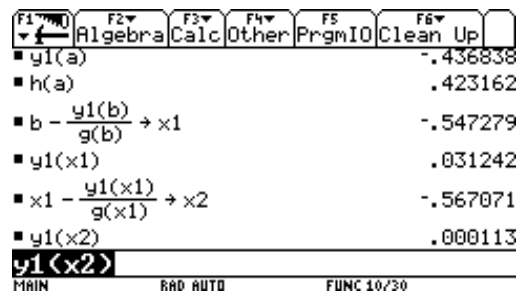 F1 F2 F3 F4 F5 F6
Algebra Calc Other PrgmIO Clean Up
▪ y1(a) -.436838
▪ h(a) .423162
▪ b - y1(b)/g(b) → x1 -.547279
▪ y1(x1) .031242
▪ x1 - y1(x1)/g(x1) → x2 -.567071
▪ y1(x2) .000113
y1(x2)
MAIN RAD AUTO FUNC 10/30